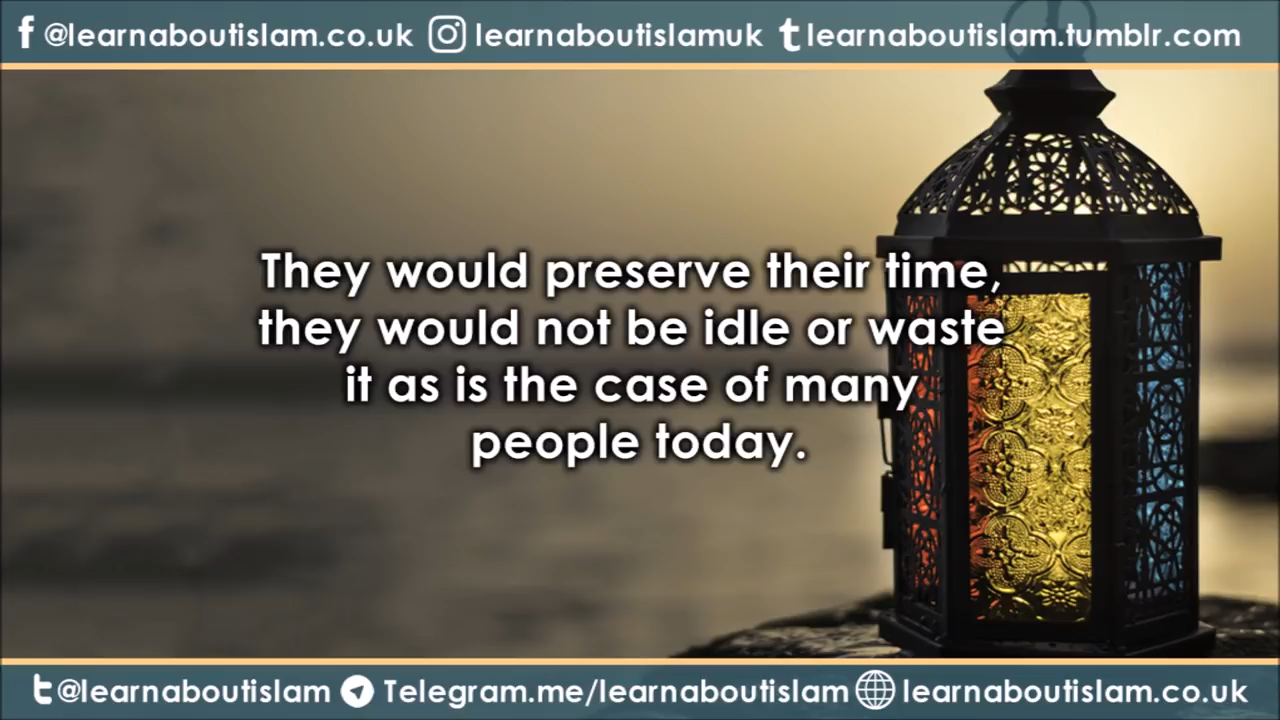 @learnaboutislam.co.uk learnaboutislamuk learnaboutislam.tumblr.com
They would preserve their time,
they would not be idle or waste
it as is the case of many
people today.
@learnaboutislam Telegram.me/learnaboutislam learnaboutislam.co.uk